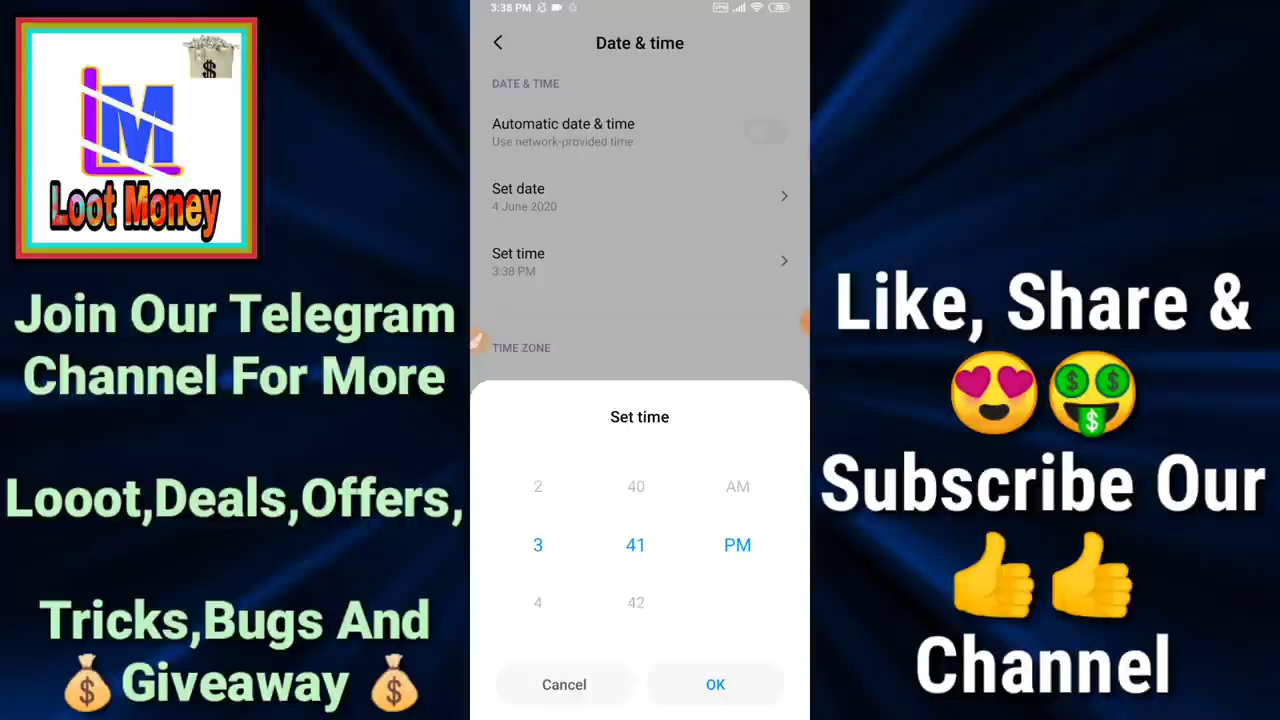 LM
Loot Money
Join Our Telegram
Channel For More
Looot,Deals,Offers,
Tricks,Bugs And
Giveaway
3:38 PM
Date & time
DATE & TIME
Automatic date & time
Use network-provided time
Set date
4 June 2020
Set time
3:38 PM
TIME ZONE
Set time
2 40 AM
3 41 PM
4 42
Cancel OK
Like, Share &
Subscribe Our
Channel